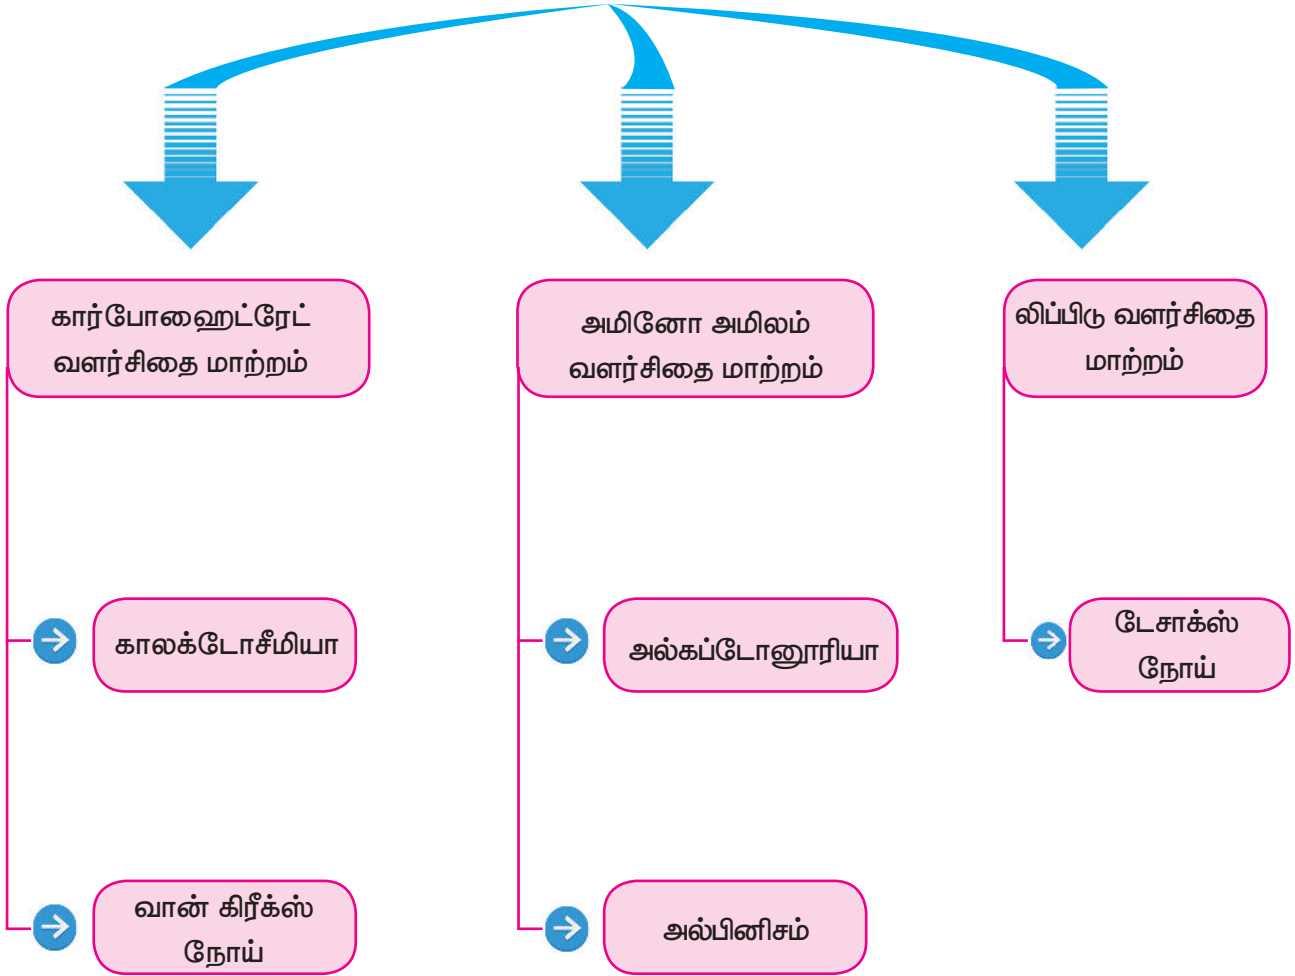 கார்போஹைட்ரேட்
வளர்சிதை மாற்றம்
அமினோ அமிலம்
வளர்சிதை மாற்றம்
லிப்பிடு வளர்சிதை
மாற்றம்
காலக்டோசீமியா
அல்கப்டோனூரியா
டேசாக்ஸ்
நோய்
வான் கிரீக்ஸ்
நோய்
அல்பினிசம்